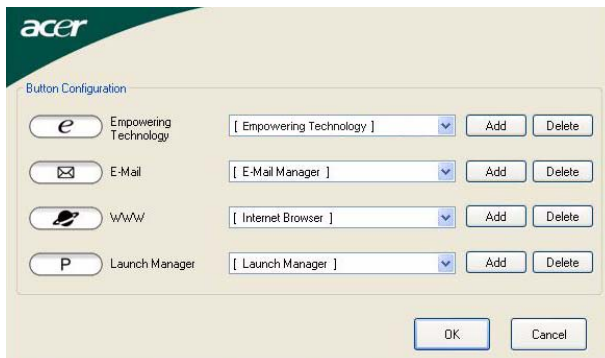 acer
Button Configuration
e Empowering Technology [ Empowering Technology ] Add Delete
E-Mail [ E-Mail Manager ] Add Delete
WWW [ Internet Browser ] Add Delete
P Launch Manager [ Launch Manager ] Add Delete
OK Cancel